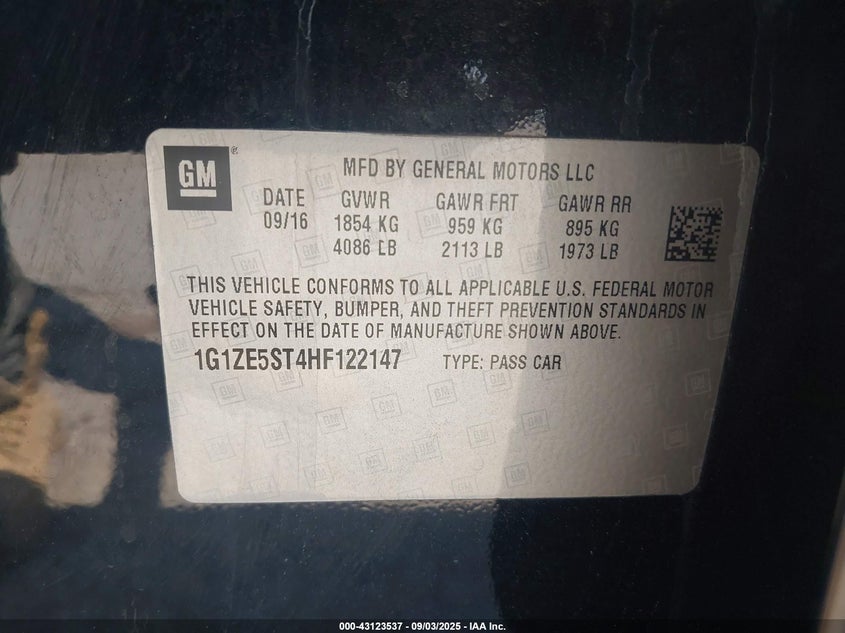 GM ® MFD BY GENERAL MOTORS LLC
DATE GVWR GAWR FRT GAWR RR
09/16 1854 KG 959 KG 895 KG
4086 LB 2113 LB 1973 LB
THIS VEHICLE CONFORMS TO ALL APPLICABLE U.S. FEDERAL MOTOR
VEHICLE SAFETY, BUMPER, AND THEFT PREVENTION STANDARDS IN
EFFECT ON THE DATE OF MANUFACTURE SHOWN ABOVE.
1G1ZE5ST4HF122147 TYPE: PASS CAR
000-43123537 - 09/03/2025 - IAA Inc.